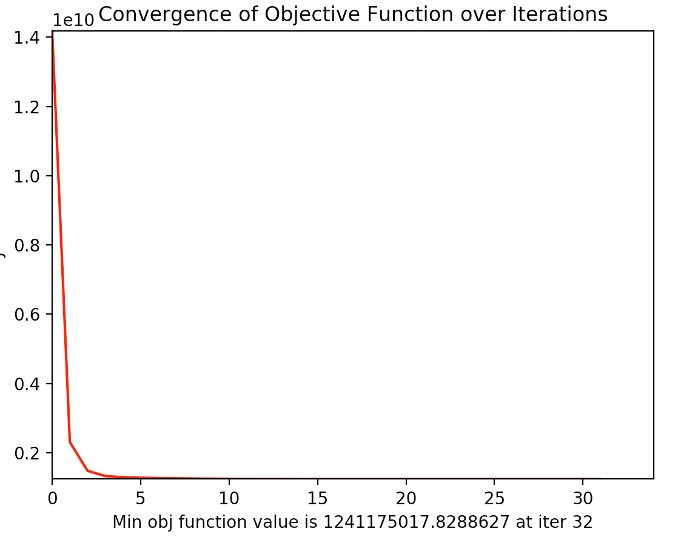 Convergence of Objective Function over Iterations
1e10
1.4
1.2
1.0
0.8
0.6
0.4
0.2
0 5 10 15 20 25 30
Min obj function value is 1241175017.8288627 at iter 32